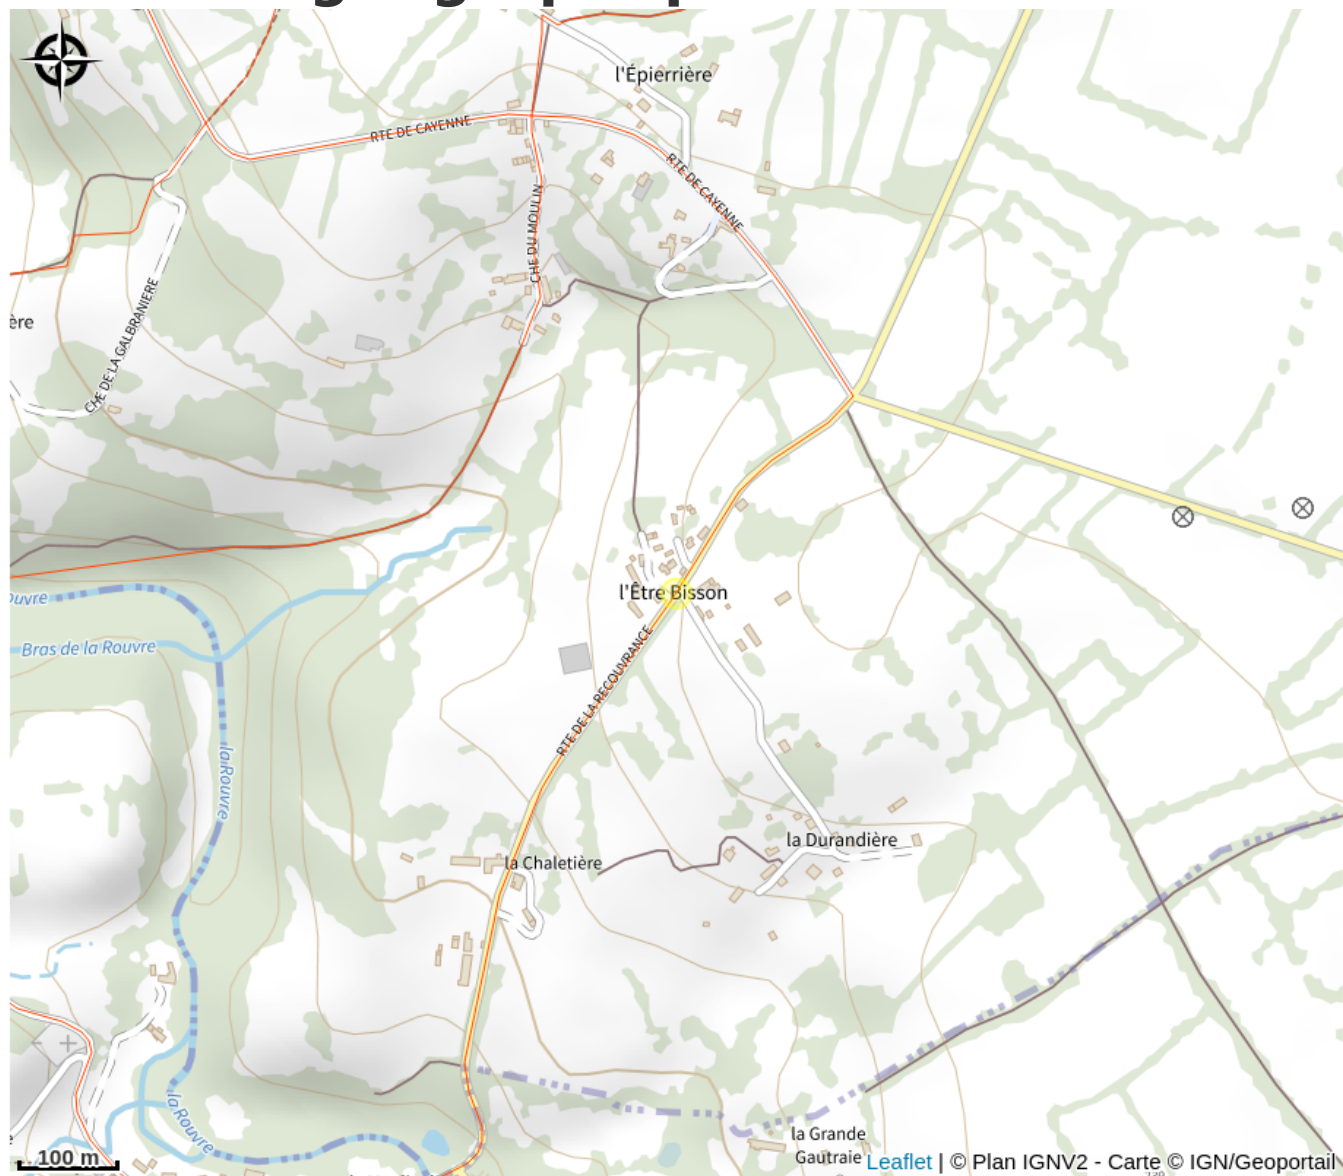 l'Épierrière
RTE DE CAYENNE
RTE DE CAYENNE
CHE DU MOULIN
CHE DE LA GALBRANIERE
ère
l'Être Bisson
ouvre
Bras de la Rouvre
RTE DE LA RECOUVRANCE
la Rouvre
la Durandière
la Chaletière
la Rouvre
la Grande
Gautraie
100 m
Leaflet | © Plan IGNV2 - Carte © IGN/Geoportail